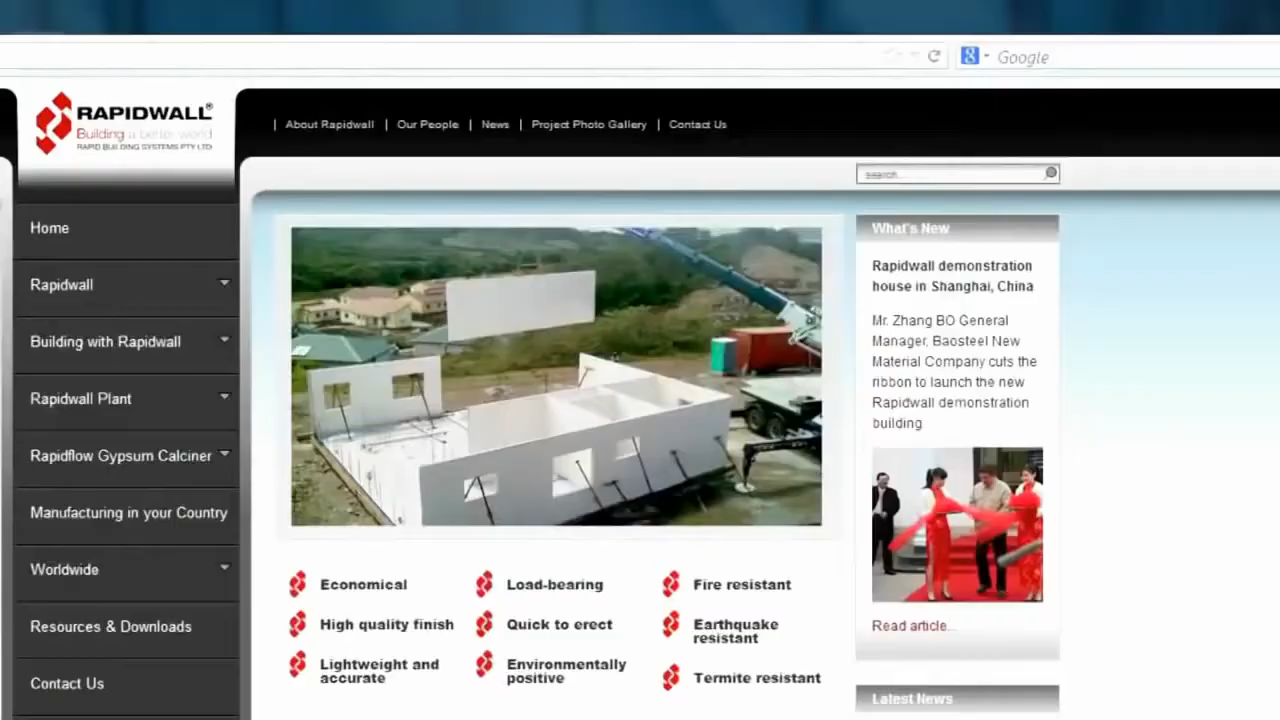 Google
RAPIDWALL®
Building a better world
RAPID BUILDING SYSTEMS PTY LTD
| About Rapidwall | Our People | News | Project Photo Gallery | Contact Us
search...
Home
Rapidwall
Building with Rapidwall
Rapidwall Plant
Rapidflow Gypsum Calciner
Manufacturing in your Country
Worldwide
Resources & Downloads
Contact Us
Economical
Load-bearing
Fire resistant
High quality finish
Quick to erect
Earthquake
resistant
Lightweight and
accurate
Environmentally
positive
Termite resistant
What's New
Rapidwall demonstration
house in Shanghai, China
Mr. Zhang BO General
Manager, Baosteel New
Material Company cuts the
ribbon to launch the new
Rapidwall demonstration
building
Read article...
Latest News